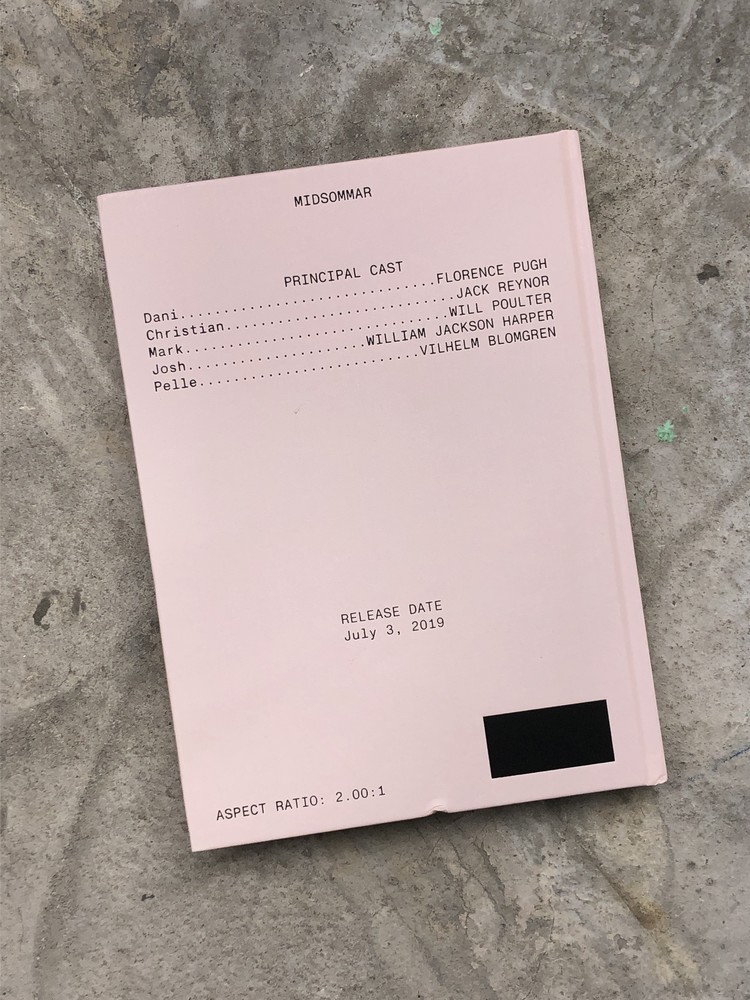 MIDSOMMAR
PRINCIPAL CAST
Dani..............................FLORENCE PUGH
Christian...........................JACK REYNOR
Mark...............................WILL POULTER
Josh.....................WILLIAM JACKSON HARPER
Pelle.........................VILHELM BLOMGREN
RELEASE DATE
July 3, 2019
ASPECT RATIO: 2.00:1